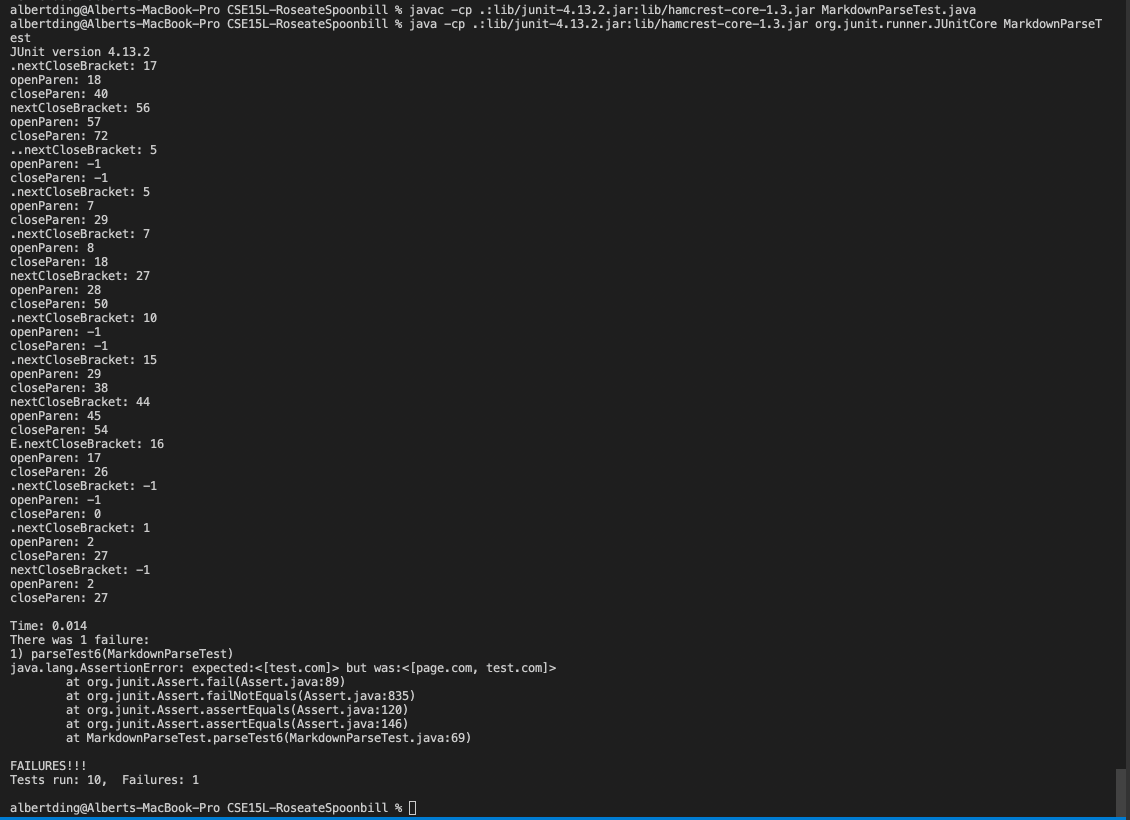 albertding@Alberts-MacBook-Pro CSE15L-RoseateSpoonbill % javac -cp .:lib/junit-4.13.2.jar:lib/hamcrest-core-1.3.jar MarkdownParseTest.java
albertding@Alberts-MacBook-Pro CSE15L-RoseateSpoonbill % java -cp .:lib/junit-4.13.2.jar:lib/hamcrest-core-1.3.jar org.junit.runner.JUnitCore MarkdownParseT
est
JUnit version 4.13.2
.nextCloseBracket: 17
openParen: 18
closeParen: 40
nextCloseBracket: 56
openParen: 57
closeParen: 72
..nextCloseBracket: 5
openParen: -1
closeParen: -1
.nextCloseBracket: 5
openParen: 7
closeParen: 29
.nextCloseBracket: 7
openParen: 8
closeParen: 18
nextCloseBracket: 27
openParen: 28
closeParen: 50
.nextCloseBracket: 10
openParen: -1
closeParen: -1
.nextCloseBracket: 15
openParen: 29
closeParen: 38
nextCloseBracket: 44
openParen: 45
closeParen: 54
E.nextCloseBracket: 16
openParen: 17
closeParen: 26
.nextCloseBracket: -1
openParen: -1
closeParen: 0
.nextCloseBracket: 1
openParen: 2
closeParen: 27
nextCloseBracket: -1
openParen: 2
closeParen: 27
Time: 0.014
There was 1 failure:
1) parseTest6(MarkdownParseTest)
java.lang.AssertionError: expected:<[test.com]> but was:<[page.com, test.com]>
at org.junit.Assert.fail(Assert.java:89)
at org.junit.Assert.failNotEquals(Assert.java:835)
at org.junit.Assert.assertEquals(Assert.java:120)
at org.junit.Assert.assertEquals(Assert.java:146)
at MarkdownParseTest.parseTest6(MarkdownParseTest.java:69)
FAILURES!!!
Tests run: 10,  Failures: 1
albertding@Alberts-MacBook-Pro CSE15L-RoseateSpoonbill %